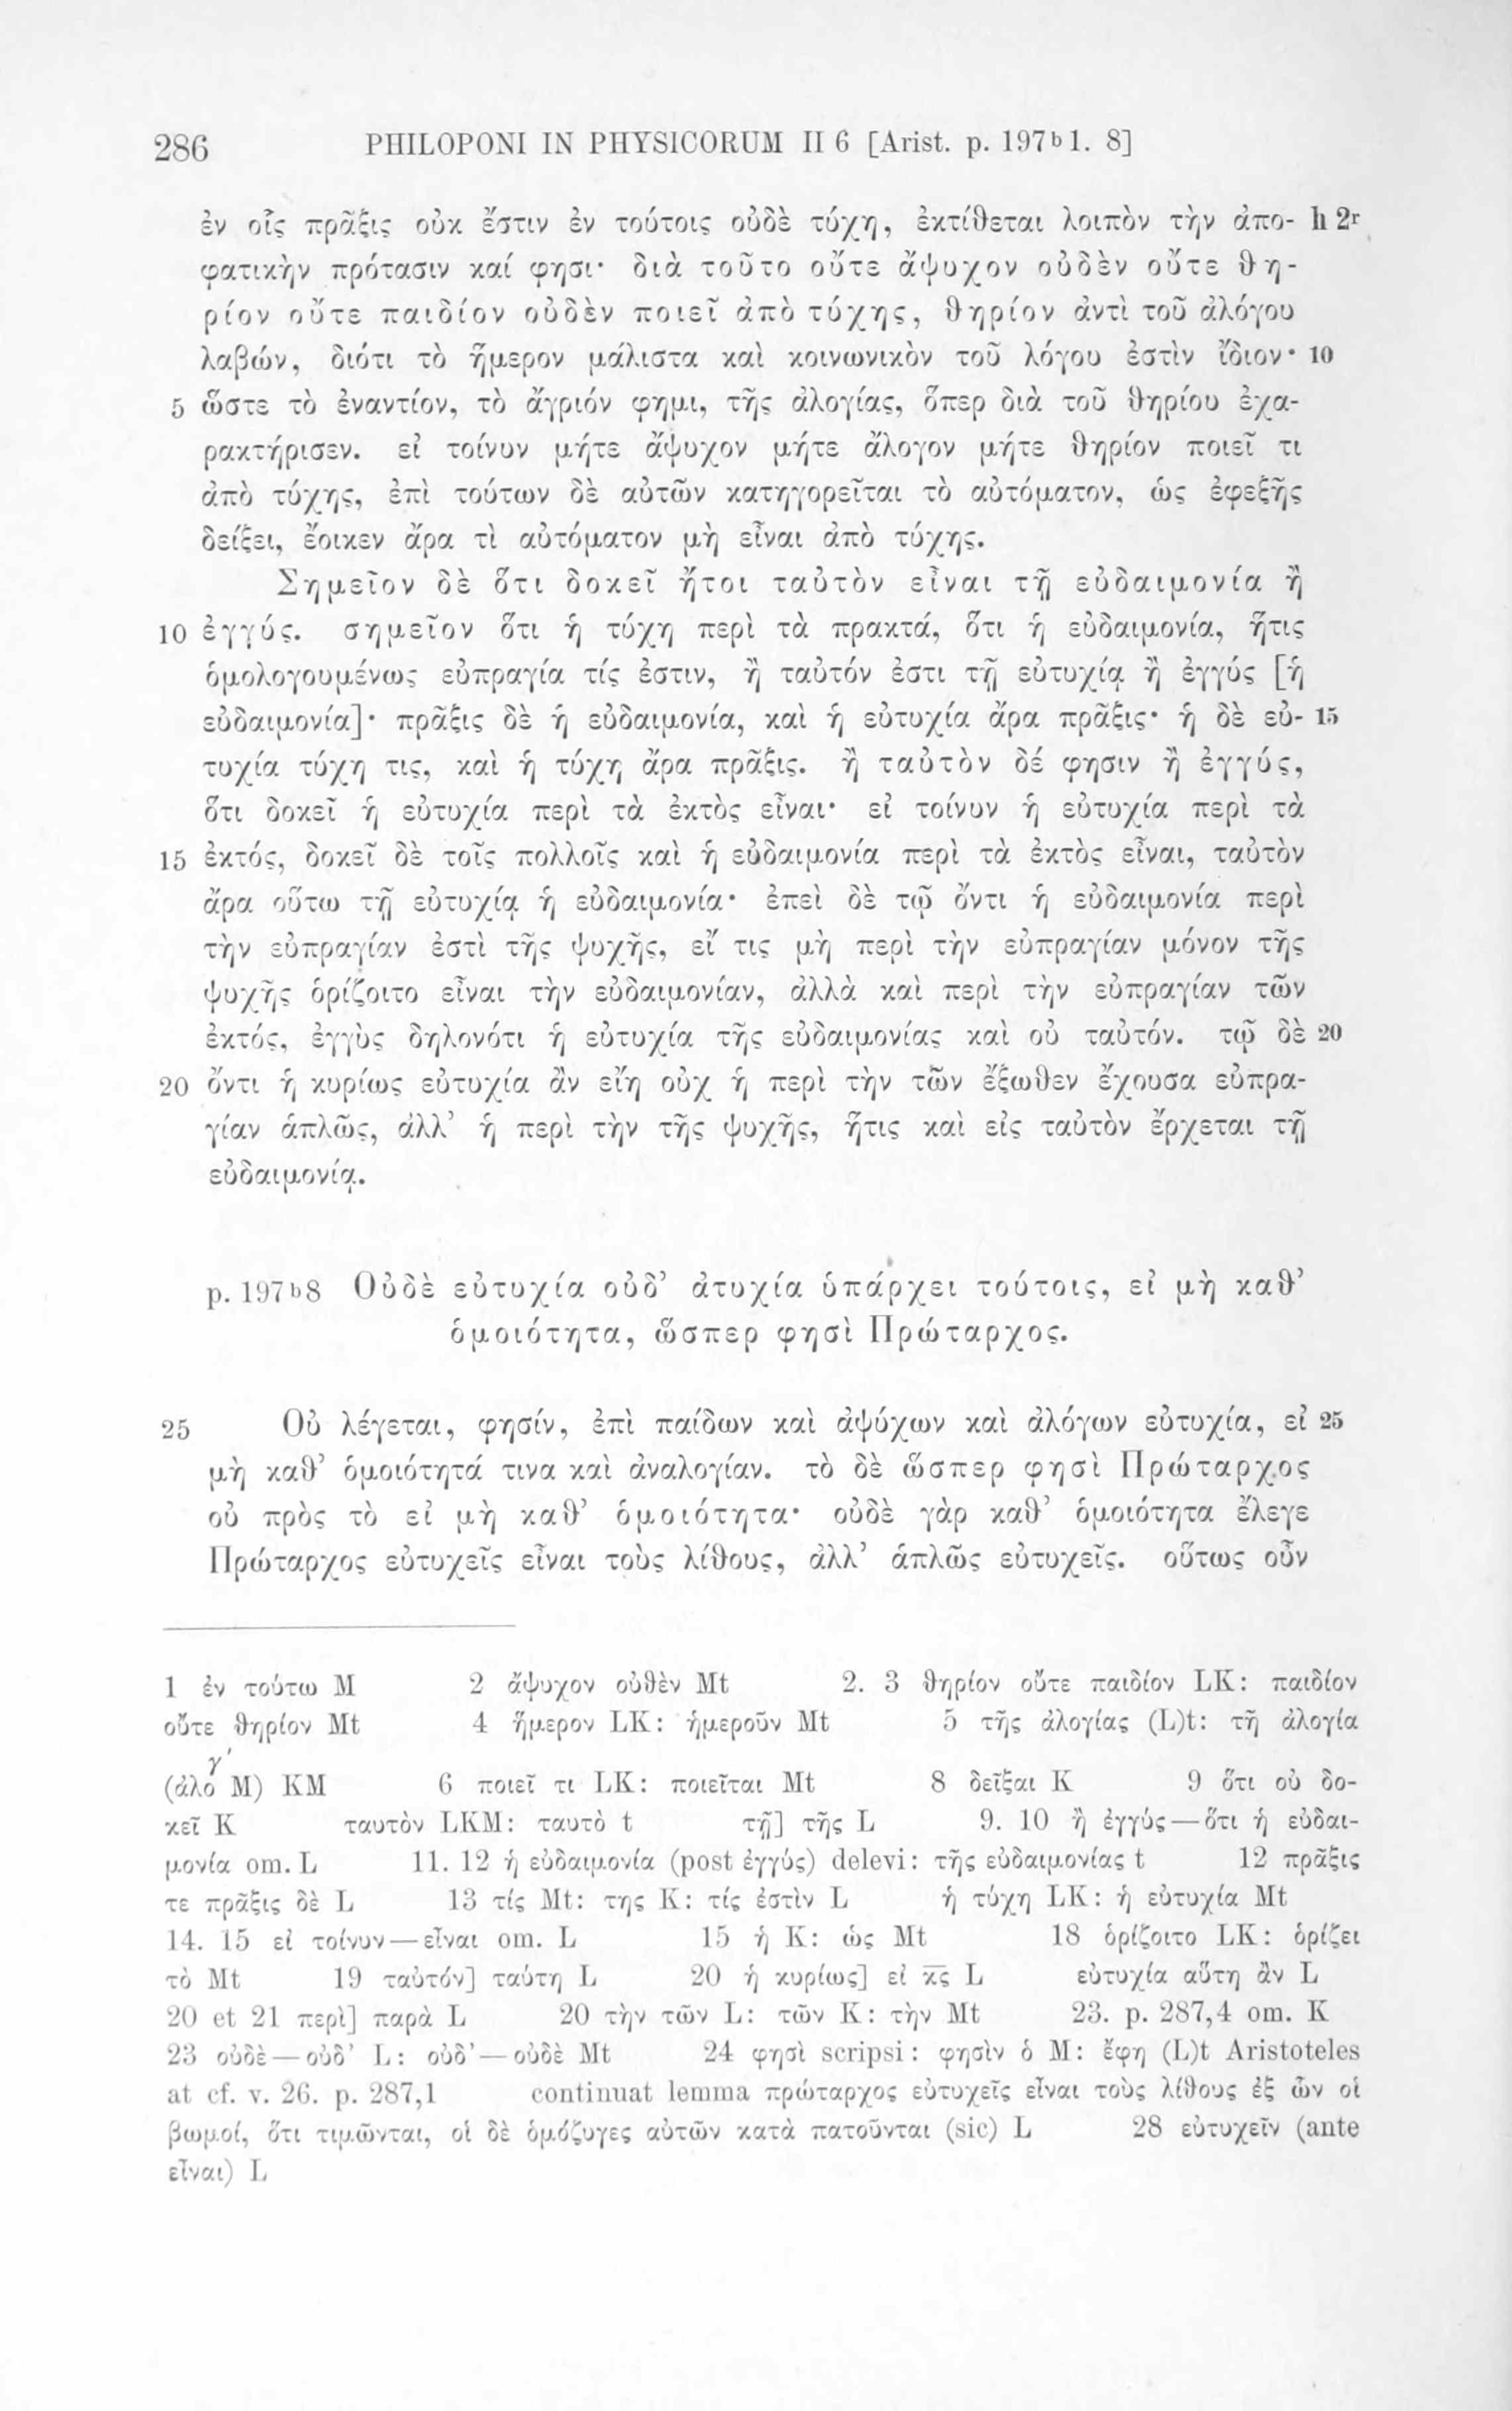 286 PHILOPONI IN PHYSICORUM II 6 [Arist. p. 197ᵇ1. 8]
ἐν οἷς πρᾶξις οὐκ ἔστιν ἐν τούτοις οὐδὲ τύχη, ἐκτίθεται λοιπὸν τὴν ἀπο- h 2ʳ
φατικὴν πρότασιν καί φησι· διὰ τοῦτο οὔτε ἄψυχον οὐδὲν οὔτε θη-
ρίον οὔτε παιδίον οὐδὲν ποιεῖ ἀπὸ τύχης, θηρίον ἀντὶ τοῦ ἀλόγου
λαβών, διότι τὸ ἥμερον μάλιστα καὶ κοινωνικὸν τοῦ λόγου ἐστὶν ἴδιον· 10
5 ὥστε τὸ ἐναντίον, τὸ ἄγριόν φημι, τῆς ἀλογίας, ὅπερ διὰ τοῦ θηρίου ἐχα-
ρακτήρισεν. εἰ τοίνυν μήτε ἄψυχον μήτε ἄλογον μήτε θηρίον ποιεῖ τι
ἀπὸ τύχης, ἐπὶ τούτων δὲ αὐτῶν κατηγορεῖται τὸ αὐτόματον, ὡς ἐφεξῆς
δείξει, ἔοικεν ἄρα τὶ αὐτόματον μὴ εἶναι ἀπὸ τύχης.
Σημεῖον δὲ ὅτι δοκεῖ ἤτοι ταὐτὸν εἶναι τῇ εὐδαιμονία ἢ
10 ἐγγύς. σημεῖον ὅτι ἡ τύχη περὶ τὰ πρακτά, ὅτι ἡ εὐδαιμονία, ἥτις
ὁμολογουμένως εὐπραγία τίς ἐστιν, ἢ ταὐτόν ἐστι τῇ εὐτυχίᾳ ἢ ἐγγύς [ἡ
εὐδαιμονία]· πρᾶξις δὲ ἡ εὐδαιμονία, καὶ ἡ εὐτυχία ἄρα πρᾶξις· ἡ δὲ εὐ- 15
τυχία τύχη τις, καὶ ἡ τύχη ἄρα πρᾶξις. ἢ ταὐτὸν δέ φησιν ἢ ἐγγύς,
ὅτι δοκεῖ ἡ εὐτυχία περὶ τὰ ἐκτὸς εἶναι· εἰ τοίνυν ἡ εὐτυχία περὶ τὰ
15 ἐκτός, δοκεῖ δὲ τοῖς πολλοῖς καὶ ἡ εὐδαιμονία περὶ τὰ ἐκτὸς εἶναι, ταὐτὸν
ἄρα οὕτω τῇ εὐτυχίᾳ ἡ εὐδαιμονία· ἐπεὶ δὲ τῷ ὄντι ἡ εὐδαιμονία περὶ
τὴν εὐπραγίαν ἐστὶ τῆς ψυχῆς, εἴ τις μὴ περὶ τὴν εὐπραγίαν μόνον τῆς
ψυχῆς ὁρίζοιτο εἶναι τὴν εὐδαιμονίαν, ἀλλὰ καὶ περὶ τὴν εὐπραγίαν τῶν
ἐκτός, ἐγγὺς δηλονότι ἡ εὐτυχία τῆς εὐδαιμονίας καὶ οὐ ταὐτόν. τῷ δὲ 20
20 ὄντι ἡ κυρίως εὐτυχία ἂν εἴη οὐχ ἡ περὶ τὴν τῶν ἔξωθεν ἔχουσα εὐπρα-
γίαν ἁπλῶς, ἀλλ’ ἡ περὶ τὴν τῆς ψυχῆς, ἥτις καὶ εἰς ταὐτὸν ἔρχεται τῇ
εὐδαιμονίᾳ.
p. 197ᵇ8 Οὐδὲ εὐτυχία οὐδ’ ἀτυχία ὑπάρχει τούτοις, εἰ μὴ καθ’
ὁμοιότητα, ὥσπερ φησὶ Πρώταρχος.
25 Οὐ λέγεται, φησίν, ἐπὶ παίδων καὶ ἀψύχων καὶ ἀλόγων εὐτυχία, εἰ 25
μὴ καθ’ ὁμοιότητά τινα καὶ ἀναλογίαν. τὸ δὲ ὥσπερ φησὶ Πρώταρχος
οὐ πρὸς τὸ εἰ μὴ καθ’ ὁμοιότητα· οὐδὲ γὰρ καθ’ ὁμοιότητα ἔλεγε
Πρώταρχος εὐτυχεῖς εἶναι τοὺς λίθους, ἀλλ’ ἁπλῶς εὐτυχεῖς. οὕτως οὖν
1 ἐν τούτω M 2 ἄψυχον οὐθὲν Mt 2. 3 θηρίον οὔτε παιδίον LK: παιδίον
οὔτε θηρίον Mt 4 ἥμερον LK: ἡμεροῦν Mt 5 τῆς ἀλογίας (L)t: τῇ ἀλογία
(ἀλογ´ M) KM 6 ποιεῖ τι LK: ποιεῖται Mt 8 δεῖξαι K 9 ὅτι οὐ δο-
κεῖ K ταυτὸν LKM: ταυτὸ t τῇ] τῆς L 9. 10 ἢ ἐγγύς—ὅτι ἡ εὐδαι-
μονία om. L 11. 12 ἡ εὐδαιμονία (post ἐγγύς) delevi: τῆς εὐδαιμονίας t 12 πρᾶξις
τε πρᾶξις δὲ L 13 τίς Mt: της K: τίς ἐστὶν L ἡ τύχη LK: ἡ εὐτυχία Mt
14. 15 εἰ τοίνυν—εἶναι om. L 15 ἡ K: ὡς Mt 18 ὁρίζοιτο LK: ὁρίζει
τὸ Mt 19 ταὐτόν] ταύτη L 20 ἡ κυρίως] εἰ κ̅ς̅ L εὐτυχία αὕτη ἂν L
20 et 21 περὶ] παρὰ L 20 τὴν τῶν L: τῶν K: τὴν Mt 23. p. 287,4 om. K
23 οὐδὲ—οὐδ’ L: οὐδ’—οὐδὲ Mt 24 φησὶ scripsi: φησὶν ὁ M: ἔφη (L)t Aristoteles
at cf. v. 26. p. 287,1 continuat lemma πρώταρχος εὐτυχεῖς εἶναι τοὺς λίθους ἐξ ὧν οἱ
βωμοί, ὅτι τιμῶνται, οἱ δὲ ὁμόζυγες αὐτῶν κατὰ πατοῦνται (sic) L 28 εὐτυχεῖν (ante
εἶναι) L